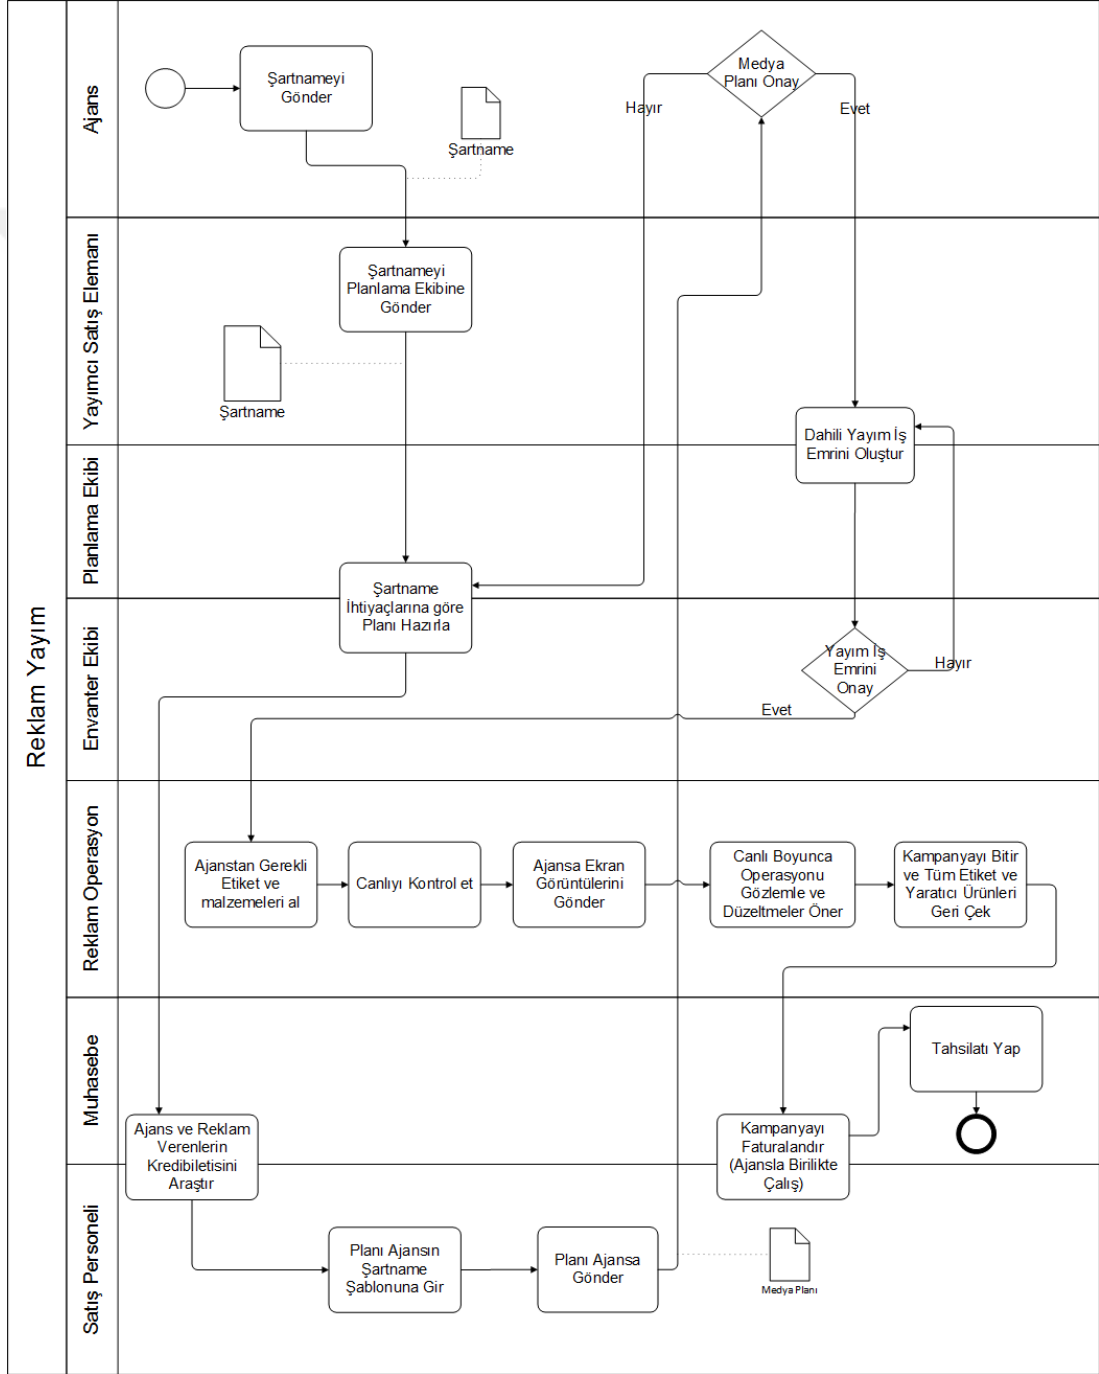 Reklam Yayım
Ajans
Şartnameyi
Gönder
Şartname
Medya
Planı Onay
Hayır
Evet
Yayımcı Satış Elemanı
Şartnameyi
Planlama Ekibine
Gönder
Şartname
Dahili Yayım İş
Emrini Oluştur
Planlama Ekibi
Şartname
İhtiyaçlarına göre
Planı Hazırla
Envanter Ekibi
Yayım İş
Emrini
Onay
Hayır
Evet
Reklam Operasyon
Ajanstan Gerekli
Etiket ve
malzemeleri al
Canlıyı Kontrol et
Ajansa Ekran
Görüntülerini
Gönder
Canlı Boyunca
Operasyonu
Gözlemle ve
Düzeltmeler Öner
Kampanyayı Bitir
ve Tüm Etiket ve
Yaratıcı Ürünleri
Geri Çek
Muhasebe
Tahsilatı Yap
Ajans ve Reklam
Verenlerin
Kredibiletisini
Araştır
Kampanyayı
Faturalandır
(Ajansla Birilikte
Çalış)
Satış Personeli
Planı Ajansın
Şartname
Şablonuna Gir
Planı Ajansa
Gönder
Medya Planı